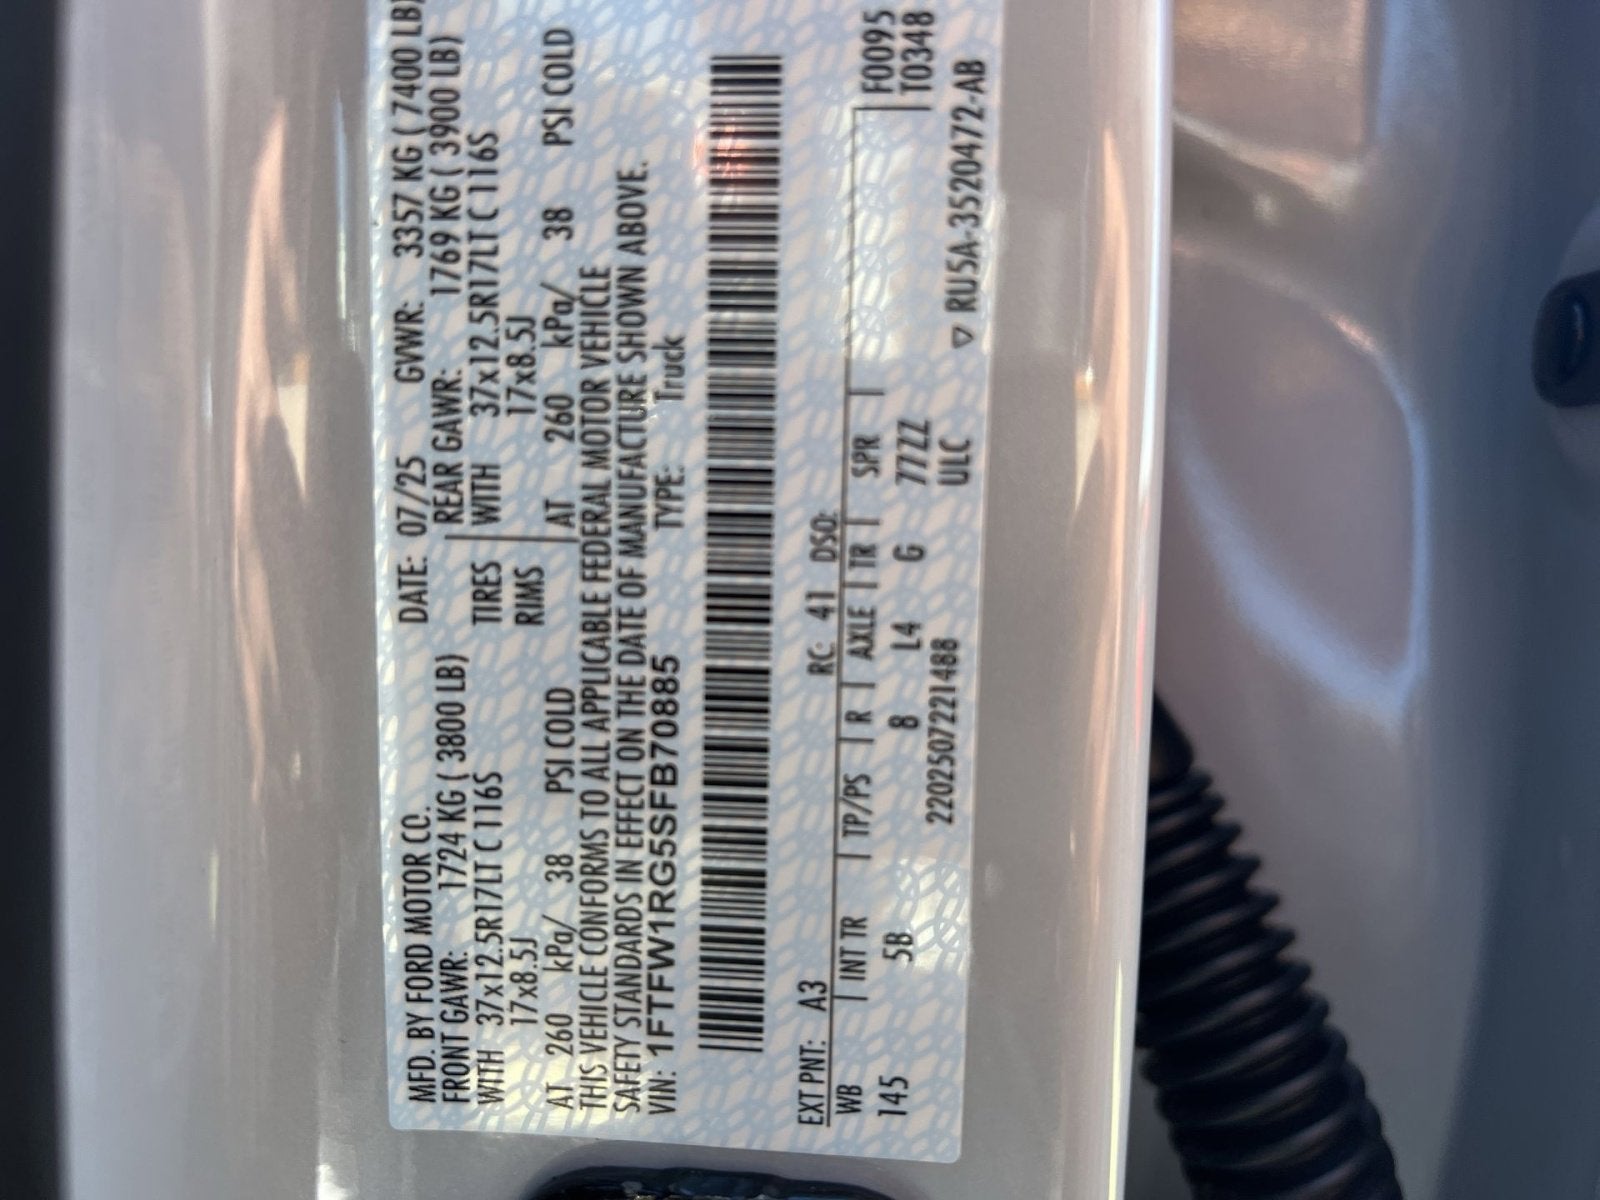 MFD. BY FORD MOTOR CO. DATE: 07/25 GVWR: 3357 KG ( 7400 LB)
FRONT GAWR: 1724 KG ( 3800 LB) REAR GAWR: 1769 KG ( 3900 LB)
WITH 37x12.5R17LT C 116S TIRES WITH 37x12.5R17LT C 116S
17x8.5J RIMS 17x8.5J
AT 260 kPa/ 38 PSI COLD AT 260 kPa/ 38 PSI COLD
THIS VEHICLE CONFORMS TO ALL APPLICABLE FEDERAL MOTOR VEHICLE
SAFETY STANDARDS IN EFFECT ON THE DATE OF MANUFACTURE SHOWN ABOVE.
VIN: 1FTFW1RG5SFB70885 TYPE: Truck
EXT PNT: A3 RC: 41 DSO:
WB INT TR TP/PS R AXLE TR SPR F0095
145 5B 8 L4 G 77ZZ T0348
2202507221488 ULC ▽ RU5A-3520472-AB